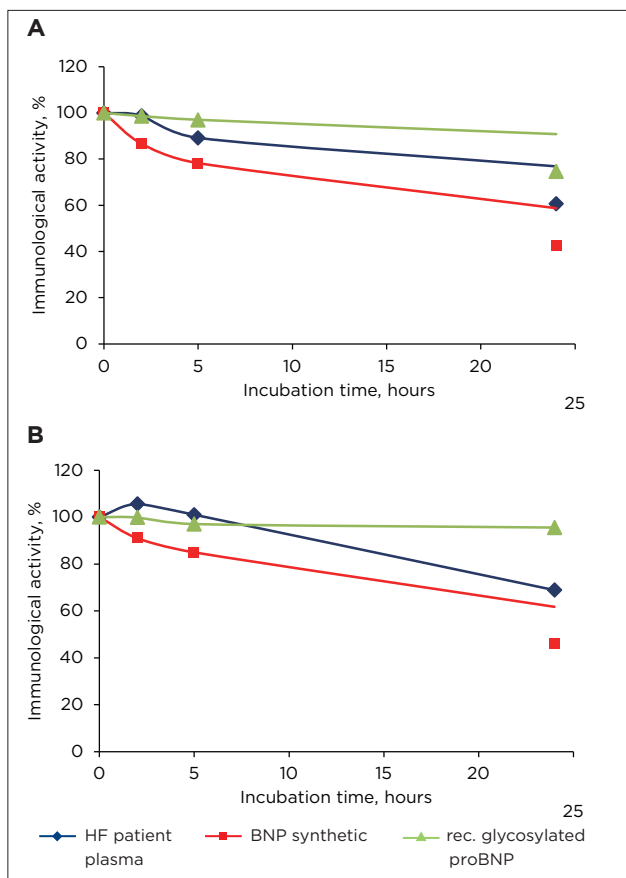 A
Immunological activity, %
120
100
80
60
40
20
0
0 5 10 15 20
25
Incubation time, hours
B
Immunological activity, %
120
100
80
60
40
20
0
0 5 10 15 20
25
Incubation time, hours
HF patient
plasma
BNP synthetic
rec. glycosylated
proBNP